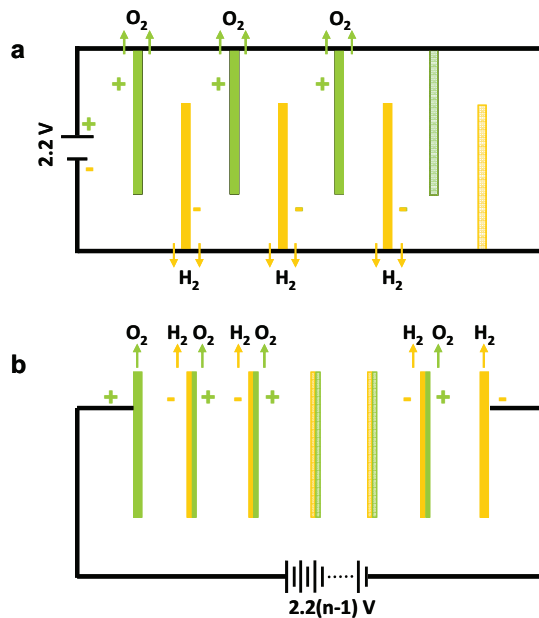 a
O2 O2 O2
+ + +
2.2 V
+
-
- - -
H2 H2 H2
b
O2 H2 O2 H2 O2 H2 O2 H2
+ - + - + - + -
2.2(n-1) V